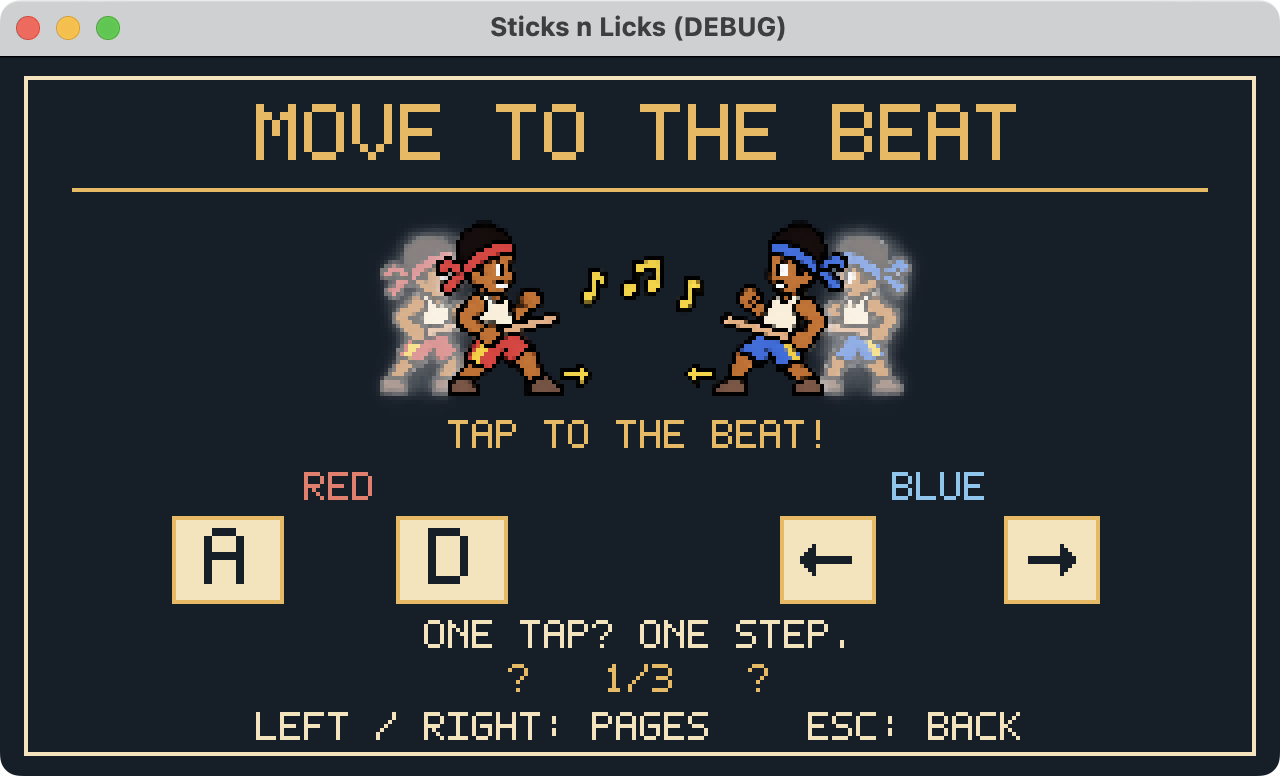 Sticks n Licks (DEBUG)
MOVE TO THE BEAT
TAP TO THE BEAT!
RED BLUE
A D ← →
ONE TAP? ONE STEP.
? 1/3 ?
LEFT / RIGHT: PAGES ESC: BACK